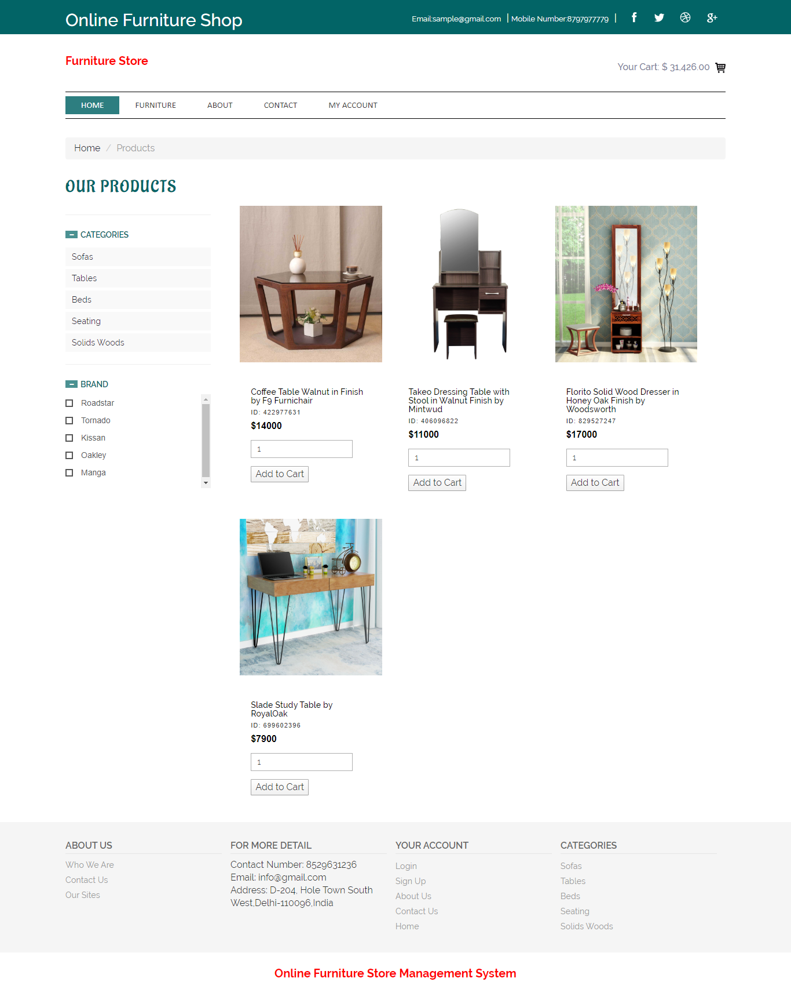 Online Furniture Shop
Email:sample@gmail.com | Mobile Number:8797977779 |
Furniture Store
Your Cart: $ 31,426.00
HOME FURNITURE ABOUT CONTACT MY ACCOUNT
Home / Products
OUR PRODUCTS
CATEGORIES
Sofas
Tables
Beds
Seating
Solids Woods
BRAND
Roadstar
Tornado
Kissan
Oakley
Manga
Coffee Table Walnut in Finish
by F9 Furnichair
ID: 422977631
$14000
1
Add to Cart
Takeo Dressing Table with
Stool in Walnut Finish by
Mintwud
ID: 406096822
$11000
1
Add to Cart
Florito Solid Wood Dresser in
Honey Oak Finish by
Woodsworth
ID: 829527247
$17000
1
Add to Cart
Slade Study Table by
RoyalOak
ID: 699602396
$7900
1
Add to Cart
ABOUT US
Who We Are
Contact Us
Our Sites
FOR MORE DETAIL
Contact Number: 8529631236
Email: info@gmail.com
Address: D-204, Hole Town South
West,Delhi-110096,India
YOUR ACCOUNT
Login
Sign Up
About Us
Contact Us
Home
CATEGORIES
Sofas
Tables
Beds
Seating
Solids Woods
Online Furniture Store Management System